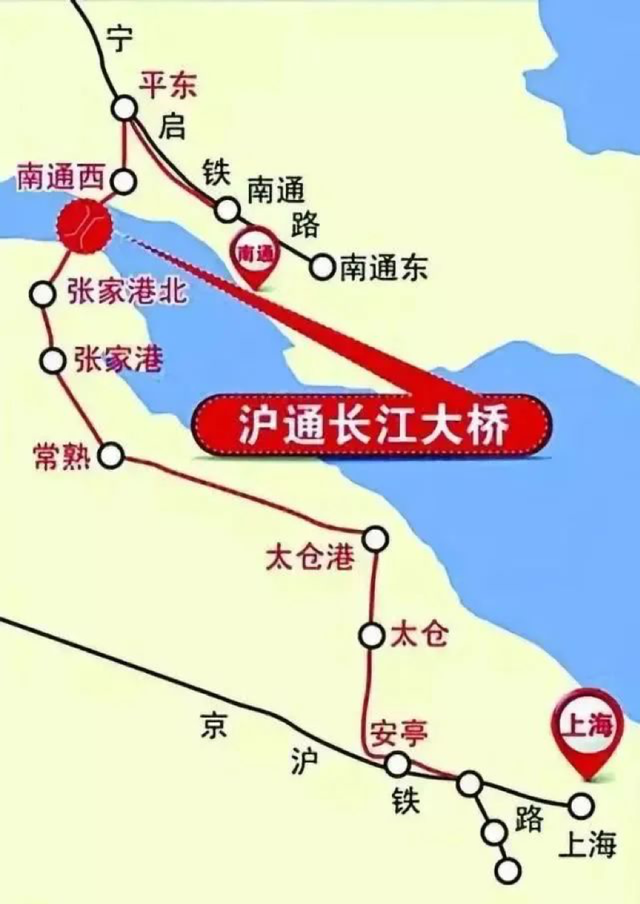 宁启铁路
平东
南通西
南通
南通
南通东
张家港北
张家港
沪通长江大桥
常熟
太仓港
太仓
京沪铁路
安亭
上海
上海